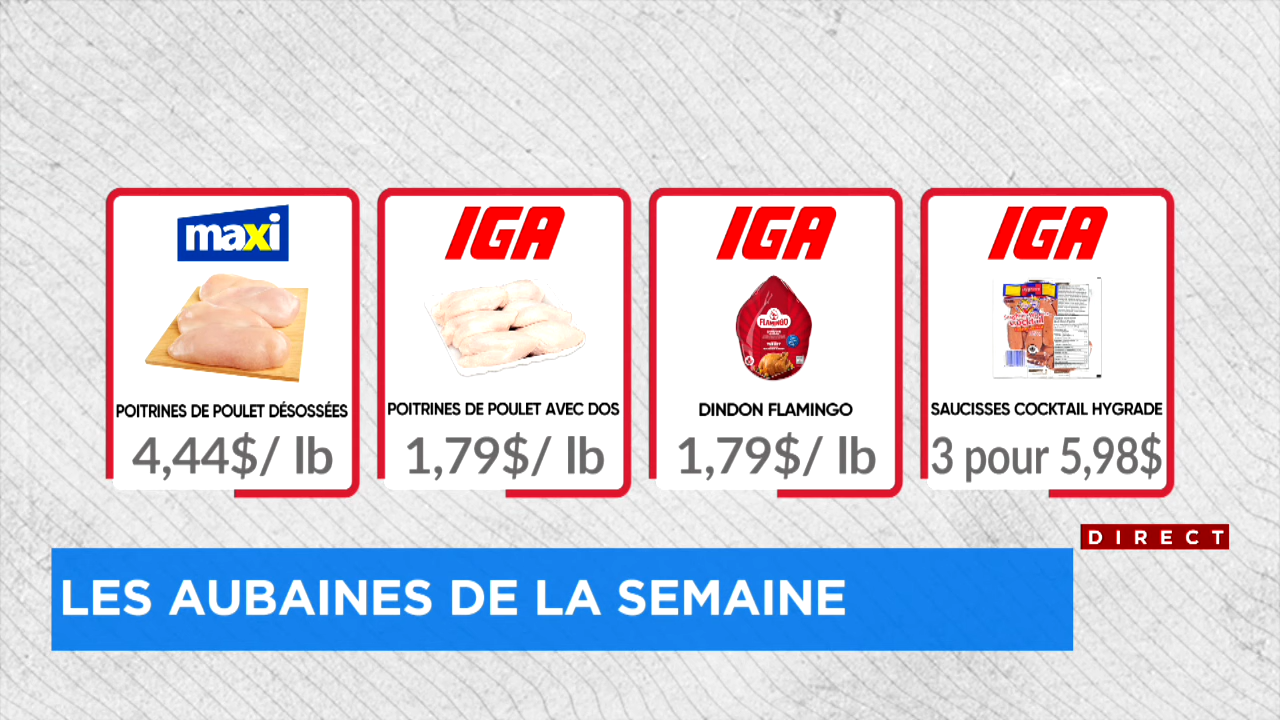 maxi
POITRINES DE POULET DÉSOSSÉES
4,44$/ lb
IGA
POITRINES DE POULET AVEC DOS
1,79$/ lb
IGA
FLAMINGO
DINDON FLAMINGO
1,79$/ lb
IGA
SAUCISSES COCKTAIL HYGRADE
3 pour 5,98$
DIRECT
LES AUBAINES DE LA SEMAINE